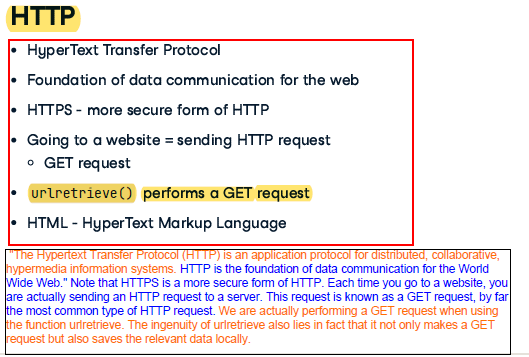 HTTP
• HyperText Transfer Protocol
• Foundation of data communication for the web
• HTTPS - more secure form of HTTP
• Going to a website = sending HTTP request
○ GET request
• urlretrieve() performs a GET request
• HTML - HyperText Markup Language
"The Hypertext Transfer Protocol (HTTP) is an application protocol for distributed, collaborative,
hypermedia information systems. HTTP is the foundation of data communication for the World
Wide Web." Note that HTTPS is a more secure form of HTTP. Each time you go to a website, you
are actually sending an HTTP request to a server. This request is known as a GET request, by far
the most common type of HTTP request. We are actually performing a GET request when using
the function urlretrieve. The ingenuity of urlretrieve also lies in fact that it not only makes a GET
request but also saves the relevant data locally.